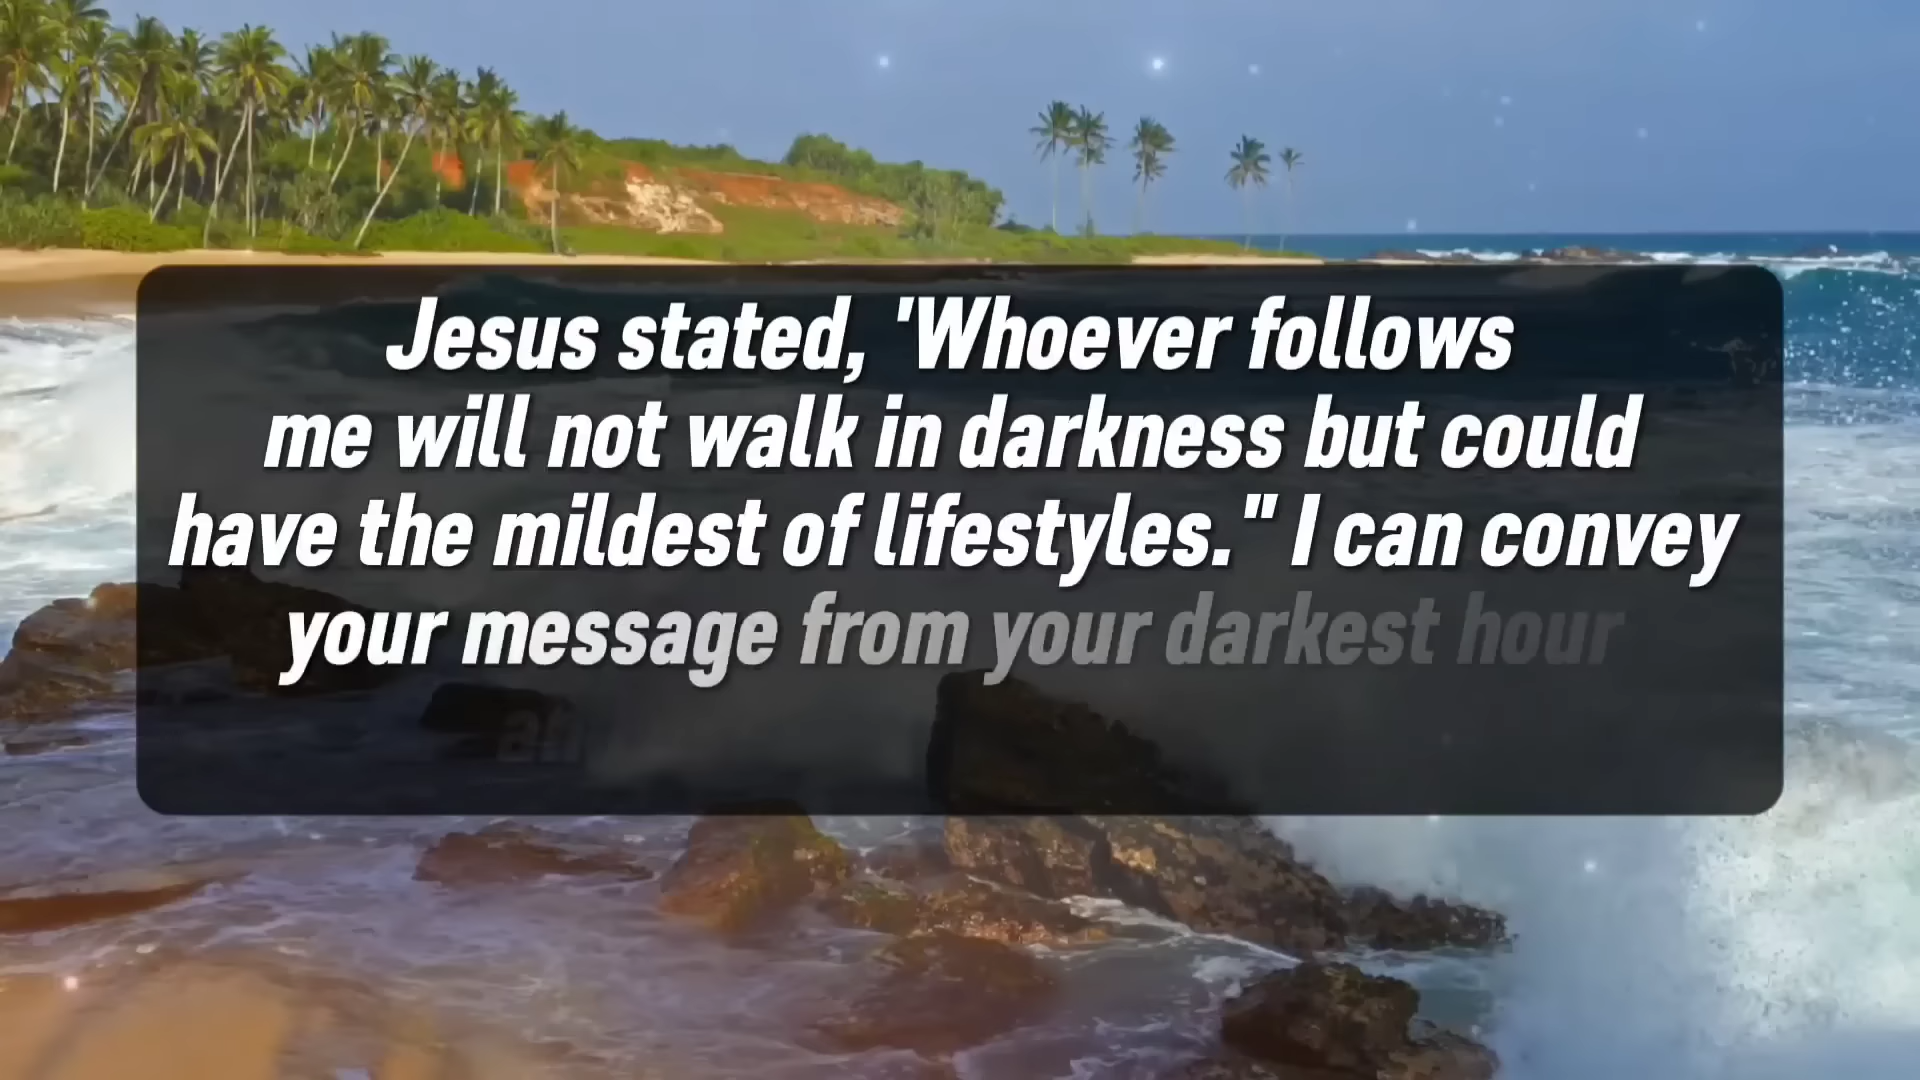 Jesus stated, 'Whoever follows
me will not walk in darkness but could
have the mildest of lifestyles." I can convey
your message from your darkest hour